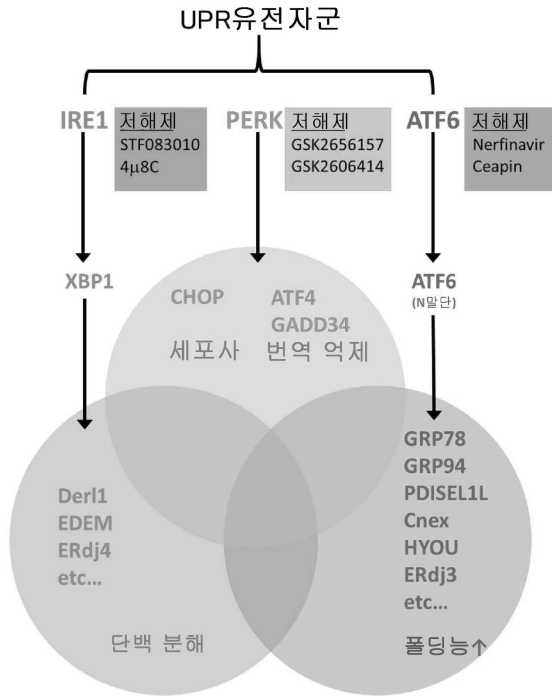 UPR유전자군
IRE1
저해제
STF083010
4µ8C
PERK
저해제
GSK2656157
GSK2606414
ATF6
저해제
Nerfinavir
Ceapin
XBP1
ATF6
(N말단)
CHOP
ATF4
GADD34
세포사
번역 억제
Derl1
EDEM
ERdj4
etc...
단백 분해
GRP78
GRP94
PDISEL1L
Cnex
HYOU
ERdj3
etc...
폴딩능↑